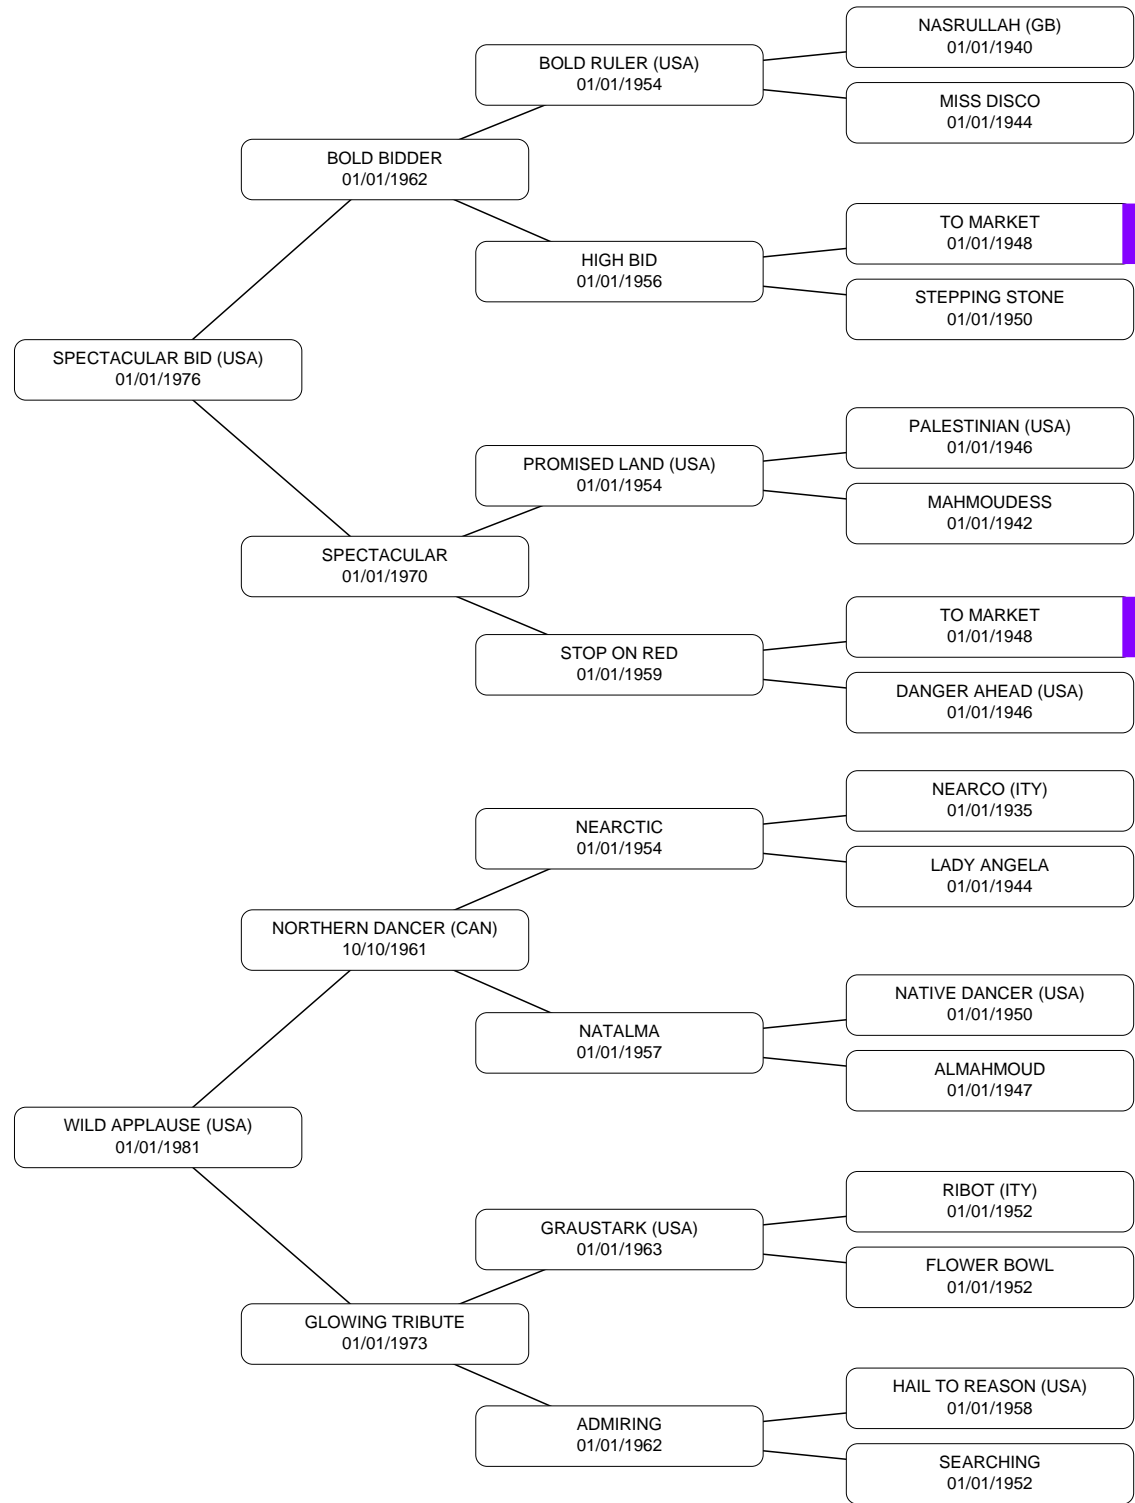 NASRULLAH (GB)
01/01/1940
BOLD RULER (USA)
01/01/1954
MISS DISCO
01/01/1944
BOLD BIDDER
01/01/1962
TO MARKET
01/01/1948
HIGH BID
01/01/1956
STEPPING STONE
01/01/1950
SPECTACULAR BID (USA)
01/01/1976
PALESTINIAN (USA)
01/01/1946
PROMISED LAND (USA)
01/01/1954
MAHMOUDESS
01/01/1942
SPECTACULAR
01/01/1970
TO MARKET
01/01/1948
STOP ON RED
01/01/1959
DANGER AHEAD (USA)
01/01/1946
NEARCO (ITY)
01/01/1935
NEARCTIC
01/01/1954
LADY ANGELA
01/01/1944
NORTHERN DANCER (CAN)
10/10/1961
NATIVE DANCER (USA)
01/01/1950
NATALMA
01/01/1957
ALMAHMOUD
01/01/1947
WILD APPLAUSE (USA)
01/01/1981
RIBOT (ITY)
01/01/1952
GRAUSTARK (USA)
01/01/1963
FLOWER BOWL
01/01/1952
GLOWING TRIBUTE
01/01/1973
HAIL TO REASON (USA)
01/01/1958
ADMIRING
01/01/1962
SEARCHING
01/01/1952